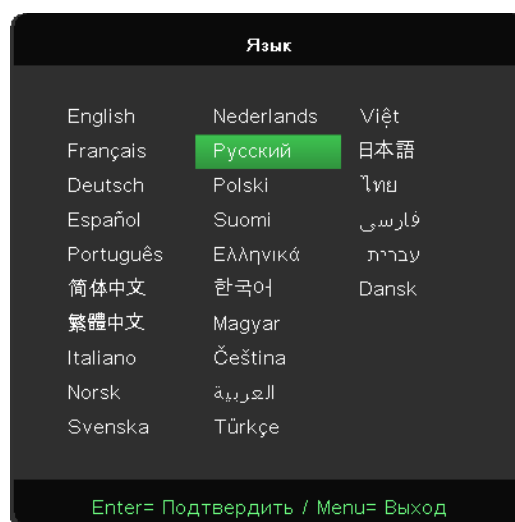 Язык
English
Français
Deutsch
Español
Português
简体中文
繁體中文
Italiano
Norsk
Svenska
Nederlands
Русский
Polski
Suomi
Ελληνικά
한국어
Magyar
Čeština
العربية
Türkçe
Việt
日本語
ไทย
فارسی
עברית
Dansk
Enter= Подтвердить / Menu= Выход